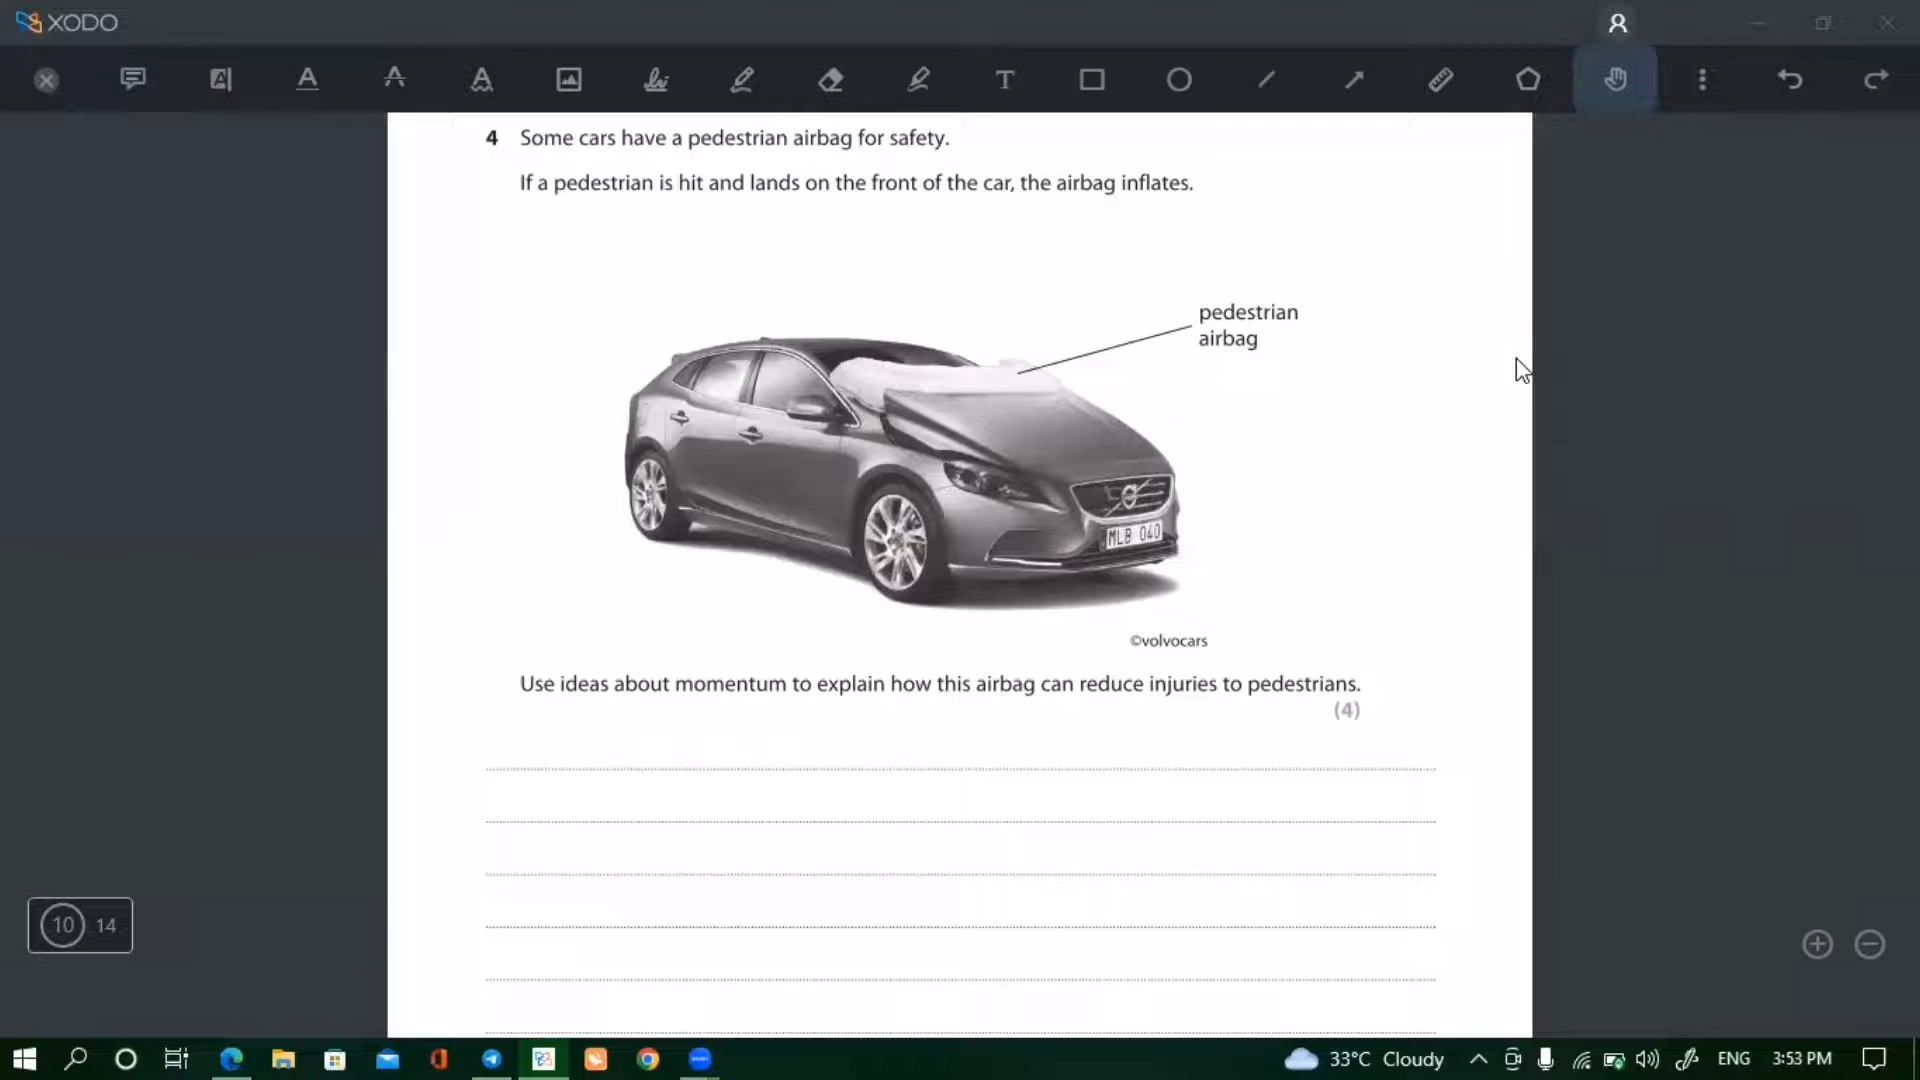 XODO
4 Some cars have a pedestrian airbag for safety.
If a pedestrian is hit and lands on the front of the car, the airbag inflates.
pedestrian
airbag
MLB 040
©volvocars
Use ideas about momentum to explain how this airbag can reduce injuries to pedestrians.
(4)
10 14
33°C Cloudy ENG 3:53 PM